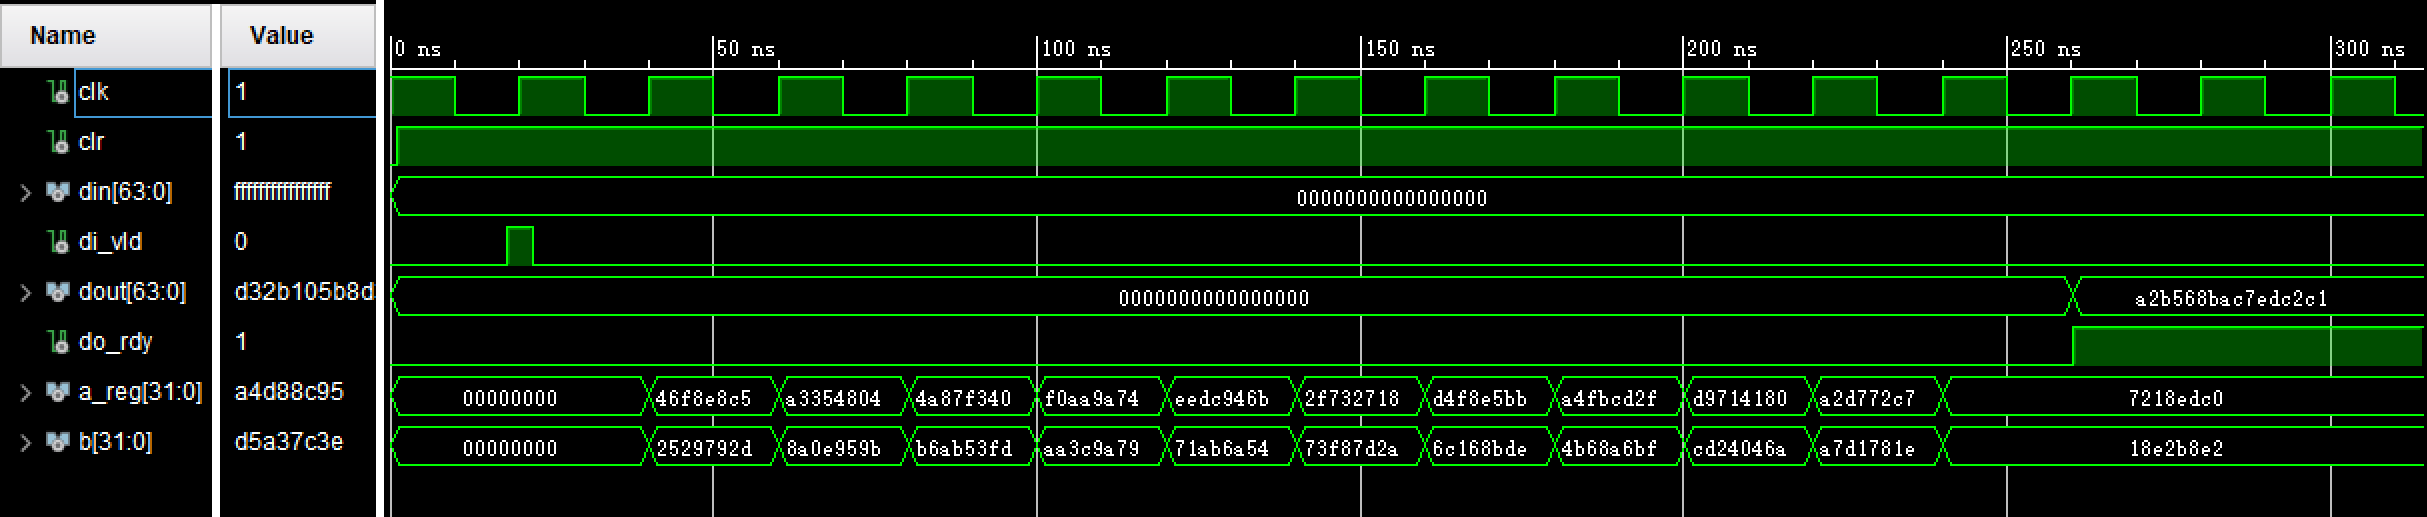 Name Value 0 ns 50 ns 100 ns 150 ns 200 ns 250 ns 300 ns
clk 1
clr 1
din[63:0] ffffffffffffffff 0000000000000000
di_vld 0
dout[63:0] d32b105b8d 0000000000000000 a2b568bac7edc2c1
do_rdy 1
a_reg[31:0] a4d88c95 00000000 46f8e8c5 a3354804 4a87f340 f0aa9a74 eedc946b 2f732718 d4f8e5bb a4fbcd2f d9714180 a2d772c7 7218edc0
b[31:0] d5a37c3e 00000000 2529792d 8a0e959b b6ab53fd aa3c9a79 71ab6a54 73f87d2a 6c168bde 4b68a6bf cd24046a a7d1781e 18e2b8e2